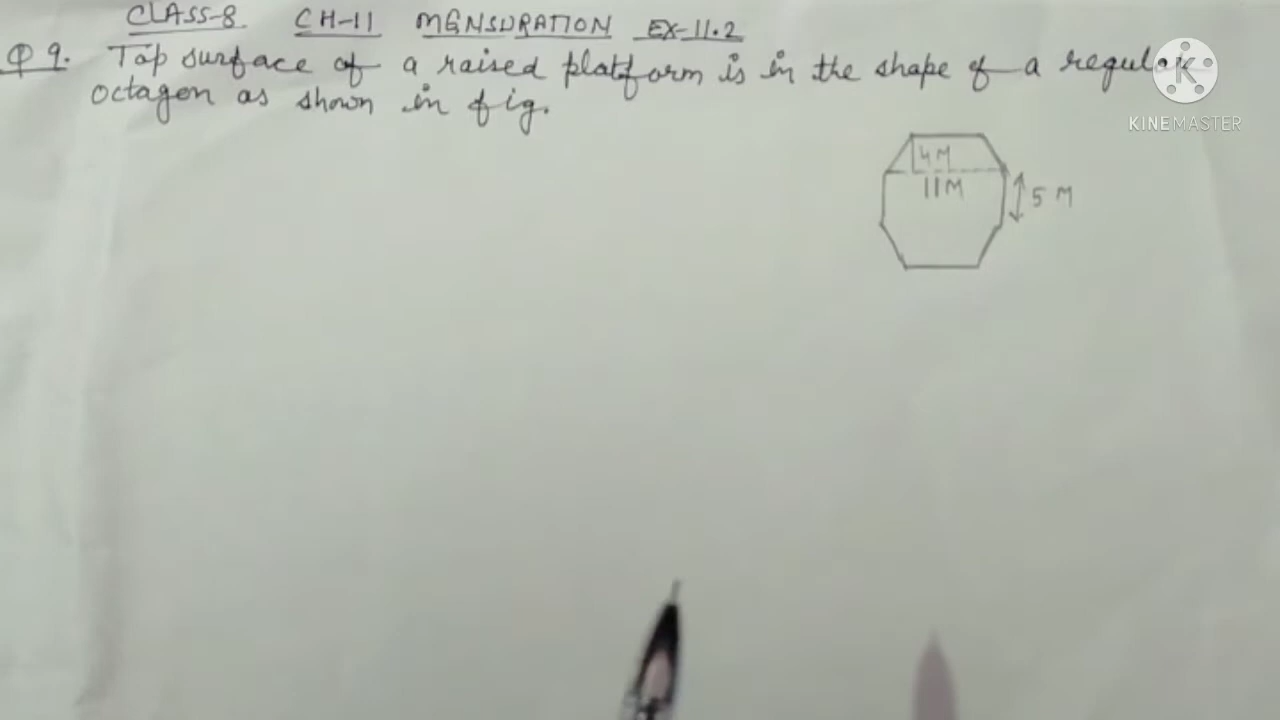 CLASS-8 CH-11 MENSURATION EX-11.2
Q 9. Top surface of a raised platform is in the shape of a regular
octagen as shown in fig.
K
KINEMASTER
4M
11M
5 M